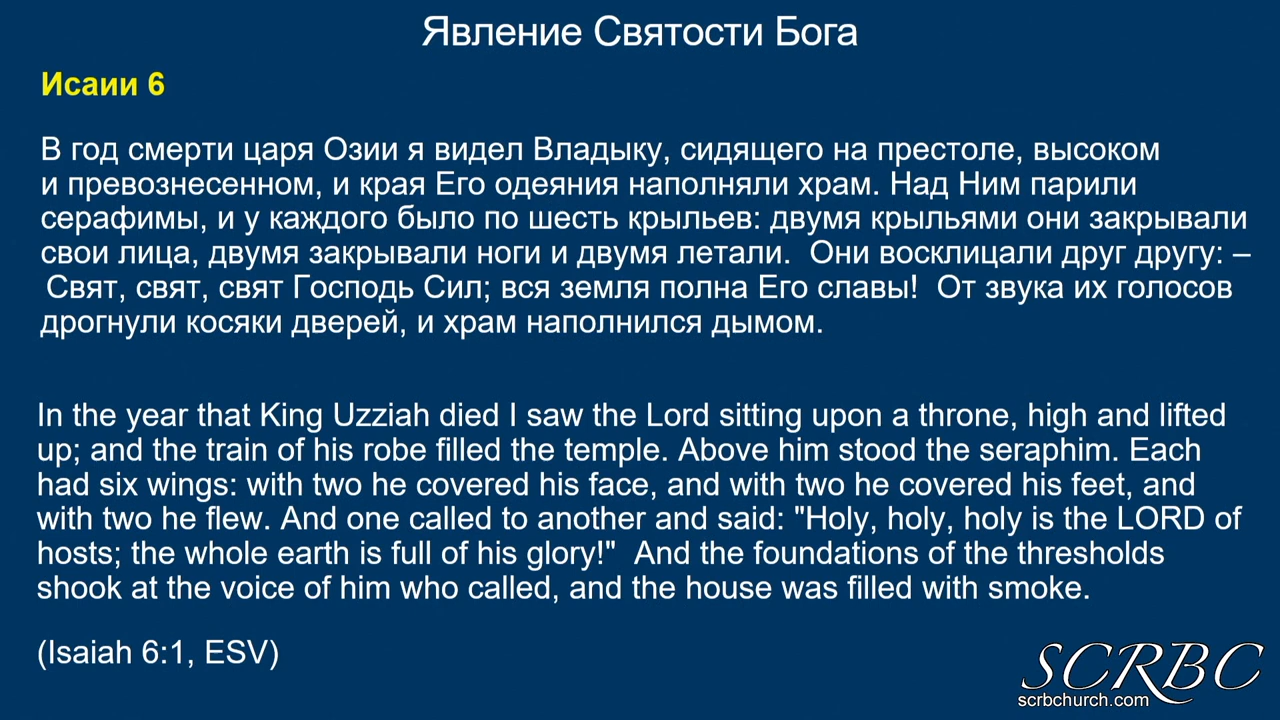 Явление Святости Бога
Исаии 6
В год смерти царя Озии я видел Владыку, сидящего на престоле, высоком
и превознесенном, и края Его одеяния наполняли храм. Над Ним парили
серафимы, и у каждого было по шесть крыльев: двумя крыльями они закрывали
свои лица, двумя закрывали ноги и двумя летали.  Они восклицали друг другу: –
Свят, свят, свят Господь Сил; вся земля полна Его славы!  От звука их голосов
дрогнули косяки дверей, и храм наполнился дымом.
In the year that King Uzziah died I saw the Lord sitting upon a throne, high and lifted
up; and the train of his robe filled the temple. Above him stood the seraphim. Each
had six wings: with two he covered his face, and with two he covered his feet, and
with two he flew. And one called to another and said: "Holy, holy, holy is the LORD of
hosts; the whole earth is full of his glory!"  And the foundations of the thresholds
shook at the voice of him who called, and the house was filled with smoke.
(Isaiah 6:1, ESV)
SCRBC
scrbchurch.com